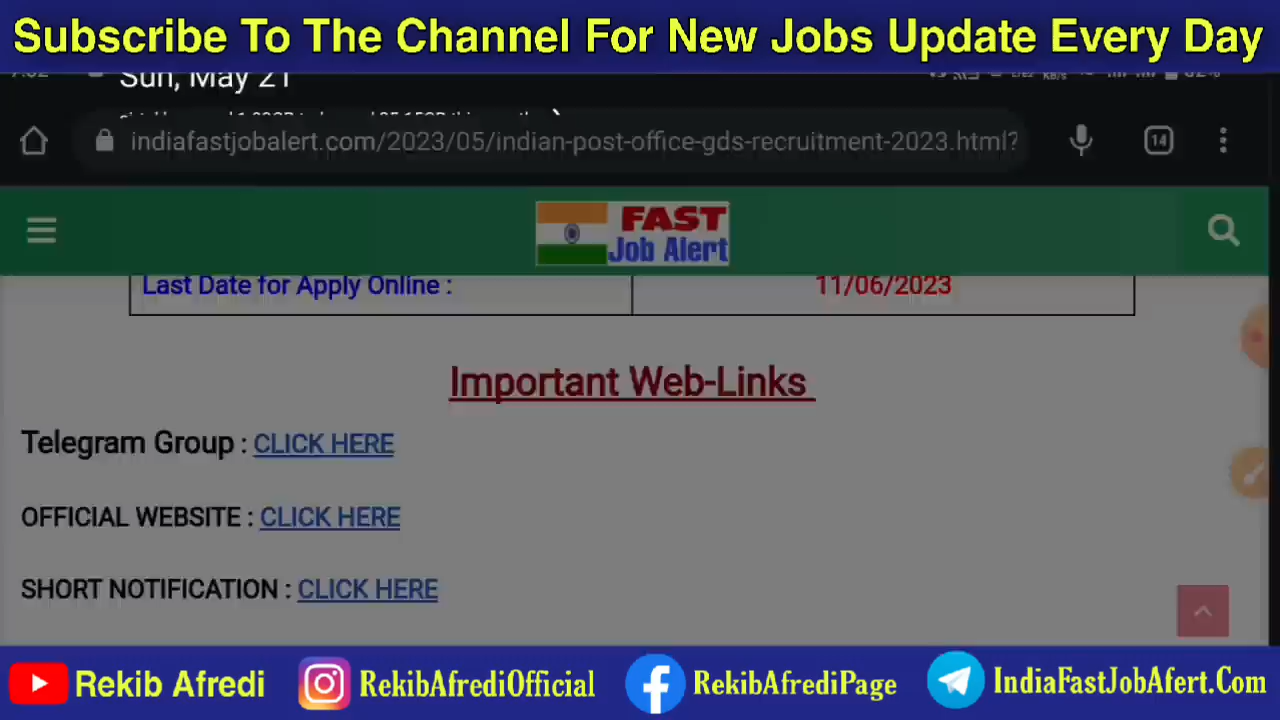 Subscribe To The Channel For New Jobs Update Every Day
Sun, May 21
indiafastjobalert.com/2023/05/indian-post-office-gds-recruitment-2023.html?
14
FAST
Job Alert
Last Date for Apply Online :
11/06/2023
Important Web-Links
Telegram Group : CLICK HERE
OFFICIAL WEBSITE : CLICK HERE
SHORT NOTIFICATION : CLICK HERE
Rekib Afredi
RekibAfrediOfficial
RekibAfrediPage
IndiaFastJobAfert.Com